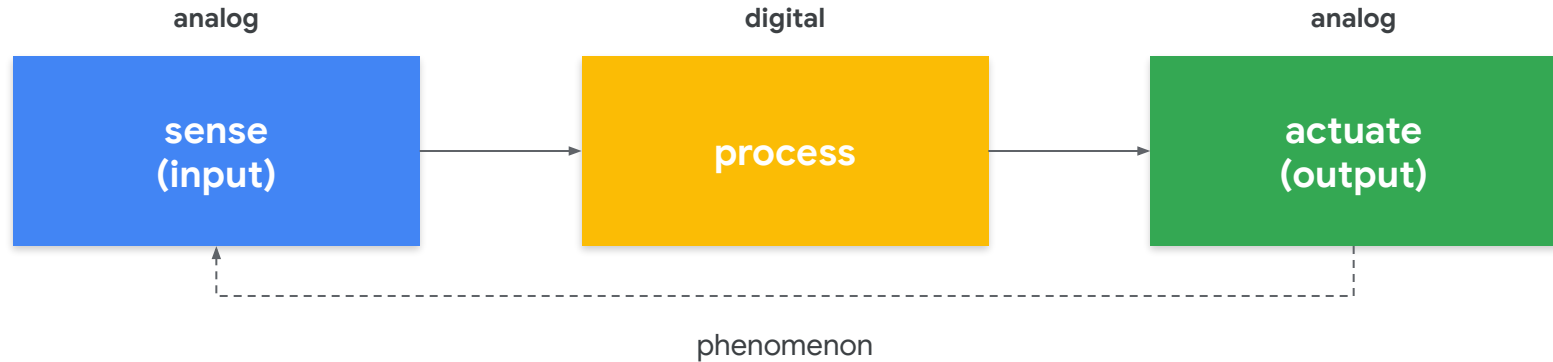 analog
digital
analog
sense
(input)
process
actuate
(output)
phenomenon